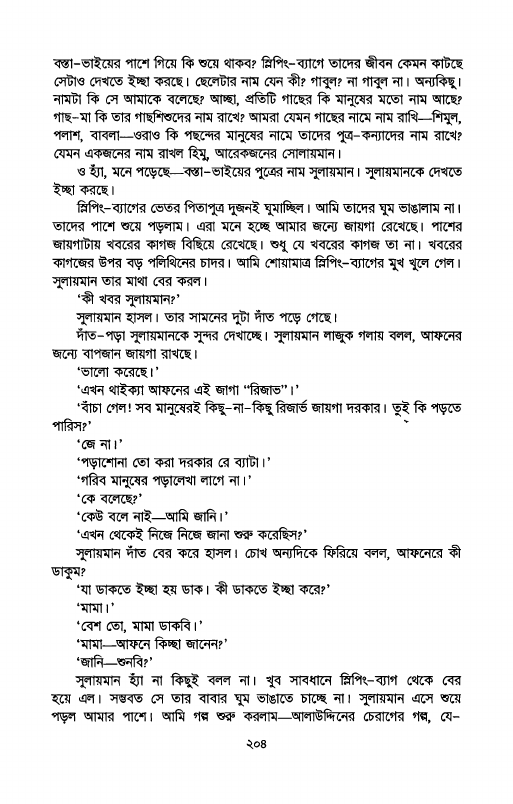 বস্তা-ভাইয়ের পাশে গিয়ে কি শুয়ে থাকব? স্লিপিং-ব্যাগে তাদের জীবন কেমন কাটছে
সেটাও দেখতে ইচ্ছা করছে। ছেলেটার নাম যেন কী? গাবুল? না গাবুল না। অন্যকিছু।
নামটা কি সে আমাকে বলেছে? আচ্ছা, প্রতিটি গাছের কি মানুষের মতো নাম আছে?
গাছ-মা কি তার গাছশিশুদের নাম রাখে? আমরা যেমন গাছের নামে নাম রাখি—শিমুল,
পলাশ, বাবলা—ওরাও কি পছন্দের মানুষের নামে তাদের পুত্র-কন্যাদের নাম রাখে?
যেমন একজনের নাম রাখল হিমু, আরেকজনের সোলায়মান।
ও হ্যাঁ, মনে পড়েছে—বস্তা-ভাইয়ের পুত্রের নাম সুলায়মান। সুলায়মানকে দেখতে
ইচ্ছা করছে।
স্লিপিং-ব্যাগের ভেতর পিতাপুত্র দুজনই ঘুমাচ্ছিল। আমি তাদের ঘুম ভাঙালাম না।
তাদের পাশে শুয়ে পড়লাম। এরা মনে হচ্ছে আমার জন্যে জায়গা রেখেছে। পাশের
জায়গাটায় খবরের কাগজ বিছিয়ে রেখেছে। শুধু যে খবরের কাগজ তা না। খবরের
কাগজের উপর বড় পলিথিনের চাদর। আমি শোয়ামাত্র স্লিপিং-ব্যাগের মুখ খুলে গেল।
সুলায়মান তার মাথা বের করল।
‘কী খবর সুলায়মান?’
সুলায়মান হাসল। তার সামনের দুটা দাঁত পড়ে গেছে।
দাঁত-পড়া সুলায়মানকে সুন্দর দেখাচ্ছে। সুলায়মান লাজুক গলায় বলল, আফনের
জন্যে বাপজান জায়গা রাখছে।
‘ভালো করেছে।’
‘এখন থাইক্যা আফনের এই জাগা “রিজাভ”।’
‘বাঁচা গেল! সব মানুষেরই কিছু-না-কিছু রিজার্ভ জায়গা দরকার। তুই কি পড়তে
পারিস?’
‘জে না।’
‘পড়াশোনা তো করা দরকার রে ব্যাটা।’
‘গরিব মানুষের পড়ালেখা লাগে না।’
‘কে বলেছে?’
‘কেউ বলে নাই—আমি জানি।’
‘এখন থেকেই নিজে নিজে জানা শুরু করেছিস?’
সুলায়মান দাঁত বের করে হাসল। চোখ অন্যদিকে ফিরিয়ে বলল, আফনেরে কী
ডাকুম?
‘যা ডাকতে ইচ্ছা হয় ডাক। কী ডাকতে ইচ্ছা করে?’
‘মামা।’
‘বেশ তো, মামা ডাকবি।’
‘মামা—আফনে কিচ্ছা জানেন?’
‘জানি—শুনবি?’
সুলায়মান হ্যাঁ না কিছুই বলল না। খুব সাবধানে স্লিপিং-ব্যাগ থেকে বের
হয়ে এল। সম্ভবত সে তার বাবার ঘুম ভাঙাতে চাচ্ছে না। সুলায়মান এসে শুয়ে
পড়ল আমার পাশে। আমি গল্প শুরু করলাম—আলাউদ্দিনের চেরাগের গল্প, যে-
২০৪